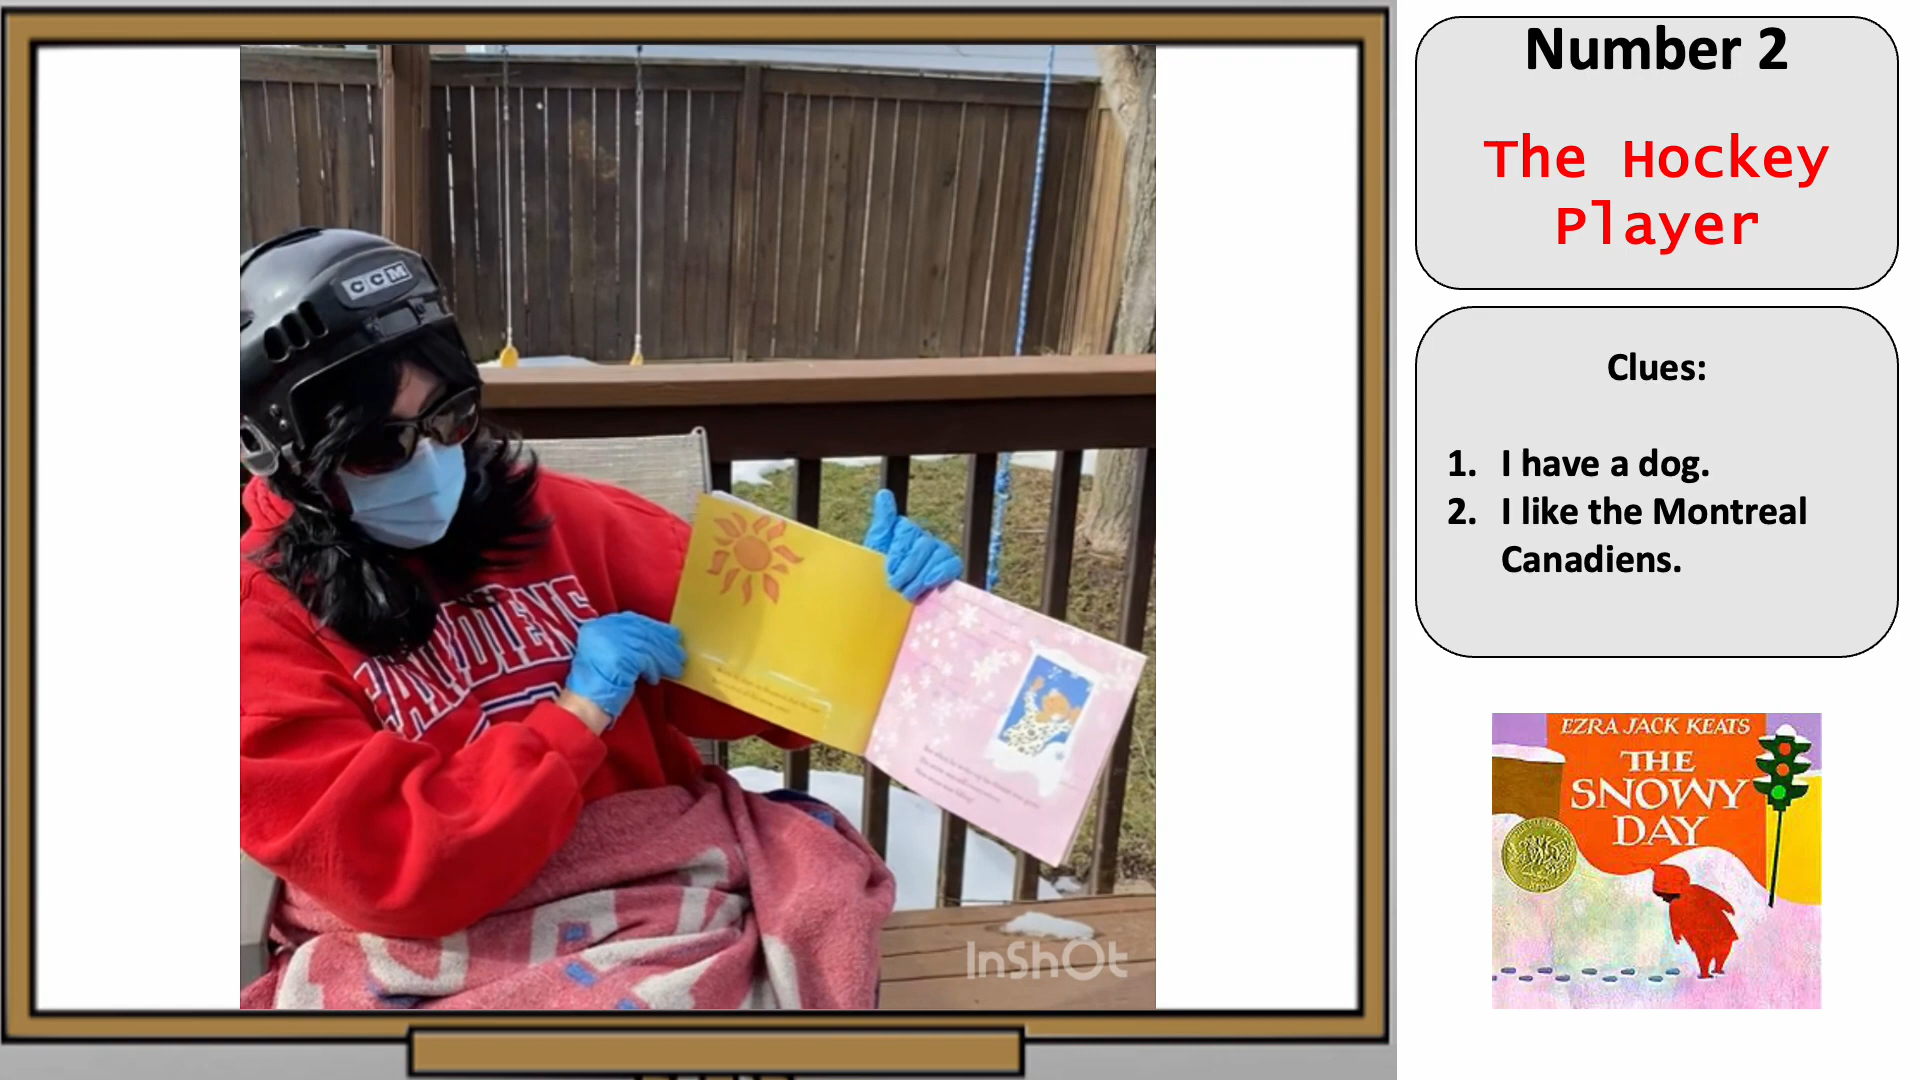 CCM
CANADIENS
InShOt
Number 2
The Hockey
Player
Clues:
1. I have a dog.
2. I like the Montreal
Canadiens.
EZRA JACK KEATS
THE
SNOWY
DAY